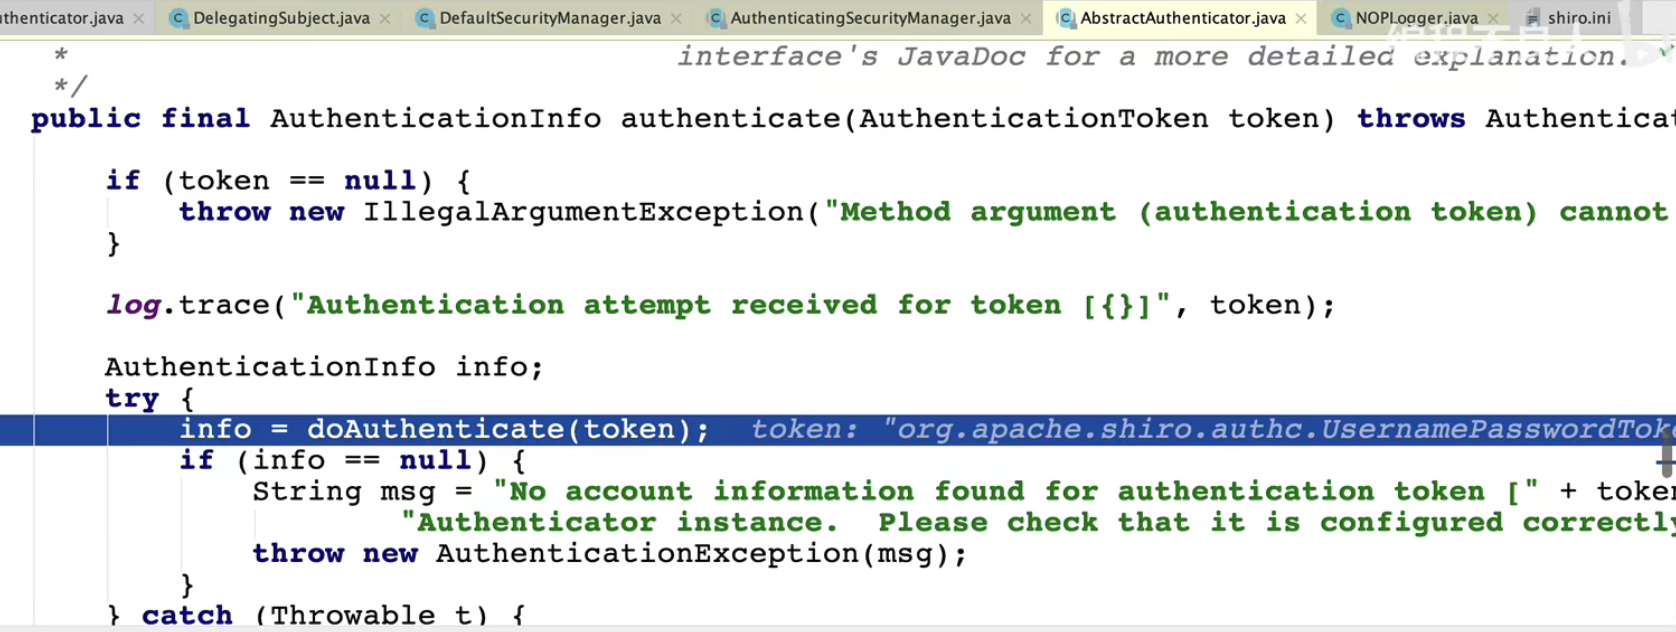 uthenticator.java DelegatingSubject.java DefaultSecurityManager.java AuthenticatingSecurityManager.java AbstractAuthenticator.java NOPLogger.java shiro.ini
* interface's JavaDoc for a more detailed explanation.
*/
public final AuthenticationInfo authenticate(AuthenticationToken token) throws Authenticat
if (token == null) {
throw new IllegalArgumentException("Method argument (authentication token) cannot
}
log.trace("Authentication attempt received for token [{}]", token);
AuthenticationInfo info;
try {
info = doAuthenticate(token); token: "org.apache.shiro.authc.UsernamePasswordTok
if (info == null) {
String msg = "No account information found for authentication token [" + token
"Authenticator instance.  Please check that it is configured correctly
throw new AuthenticationException(msg);
}
} catch (Throwable t) {